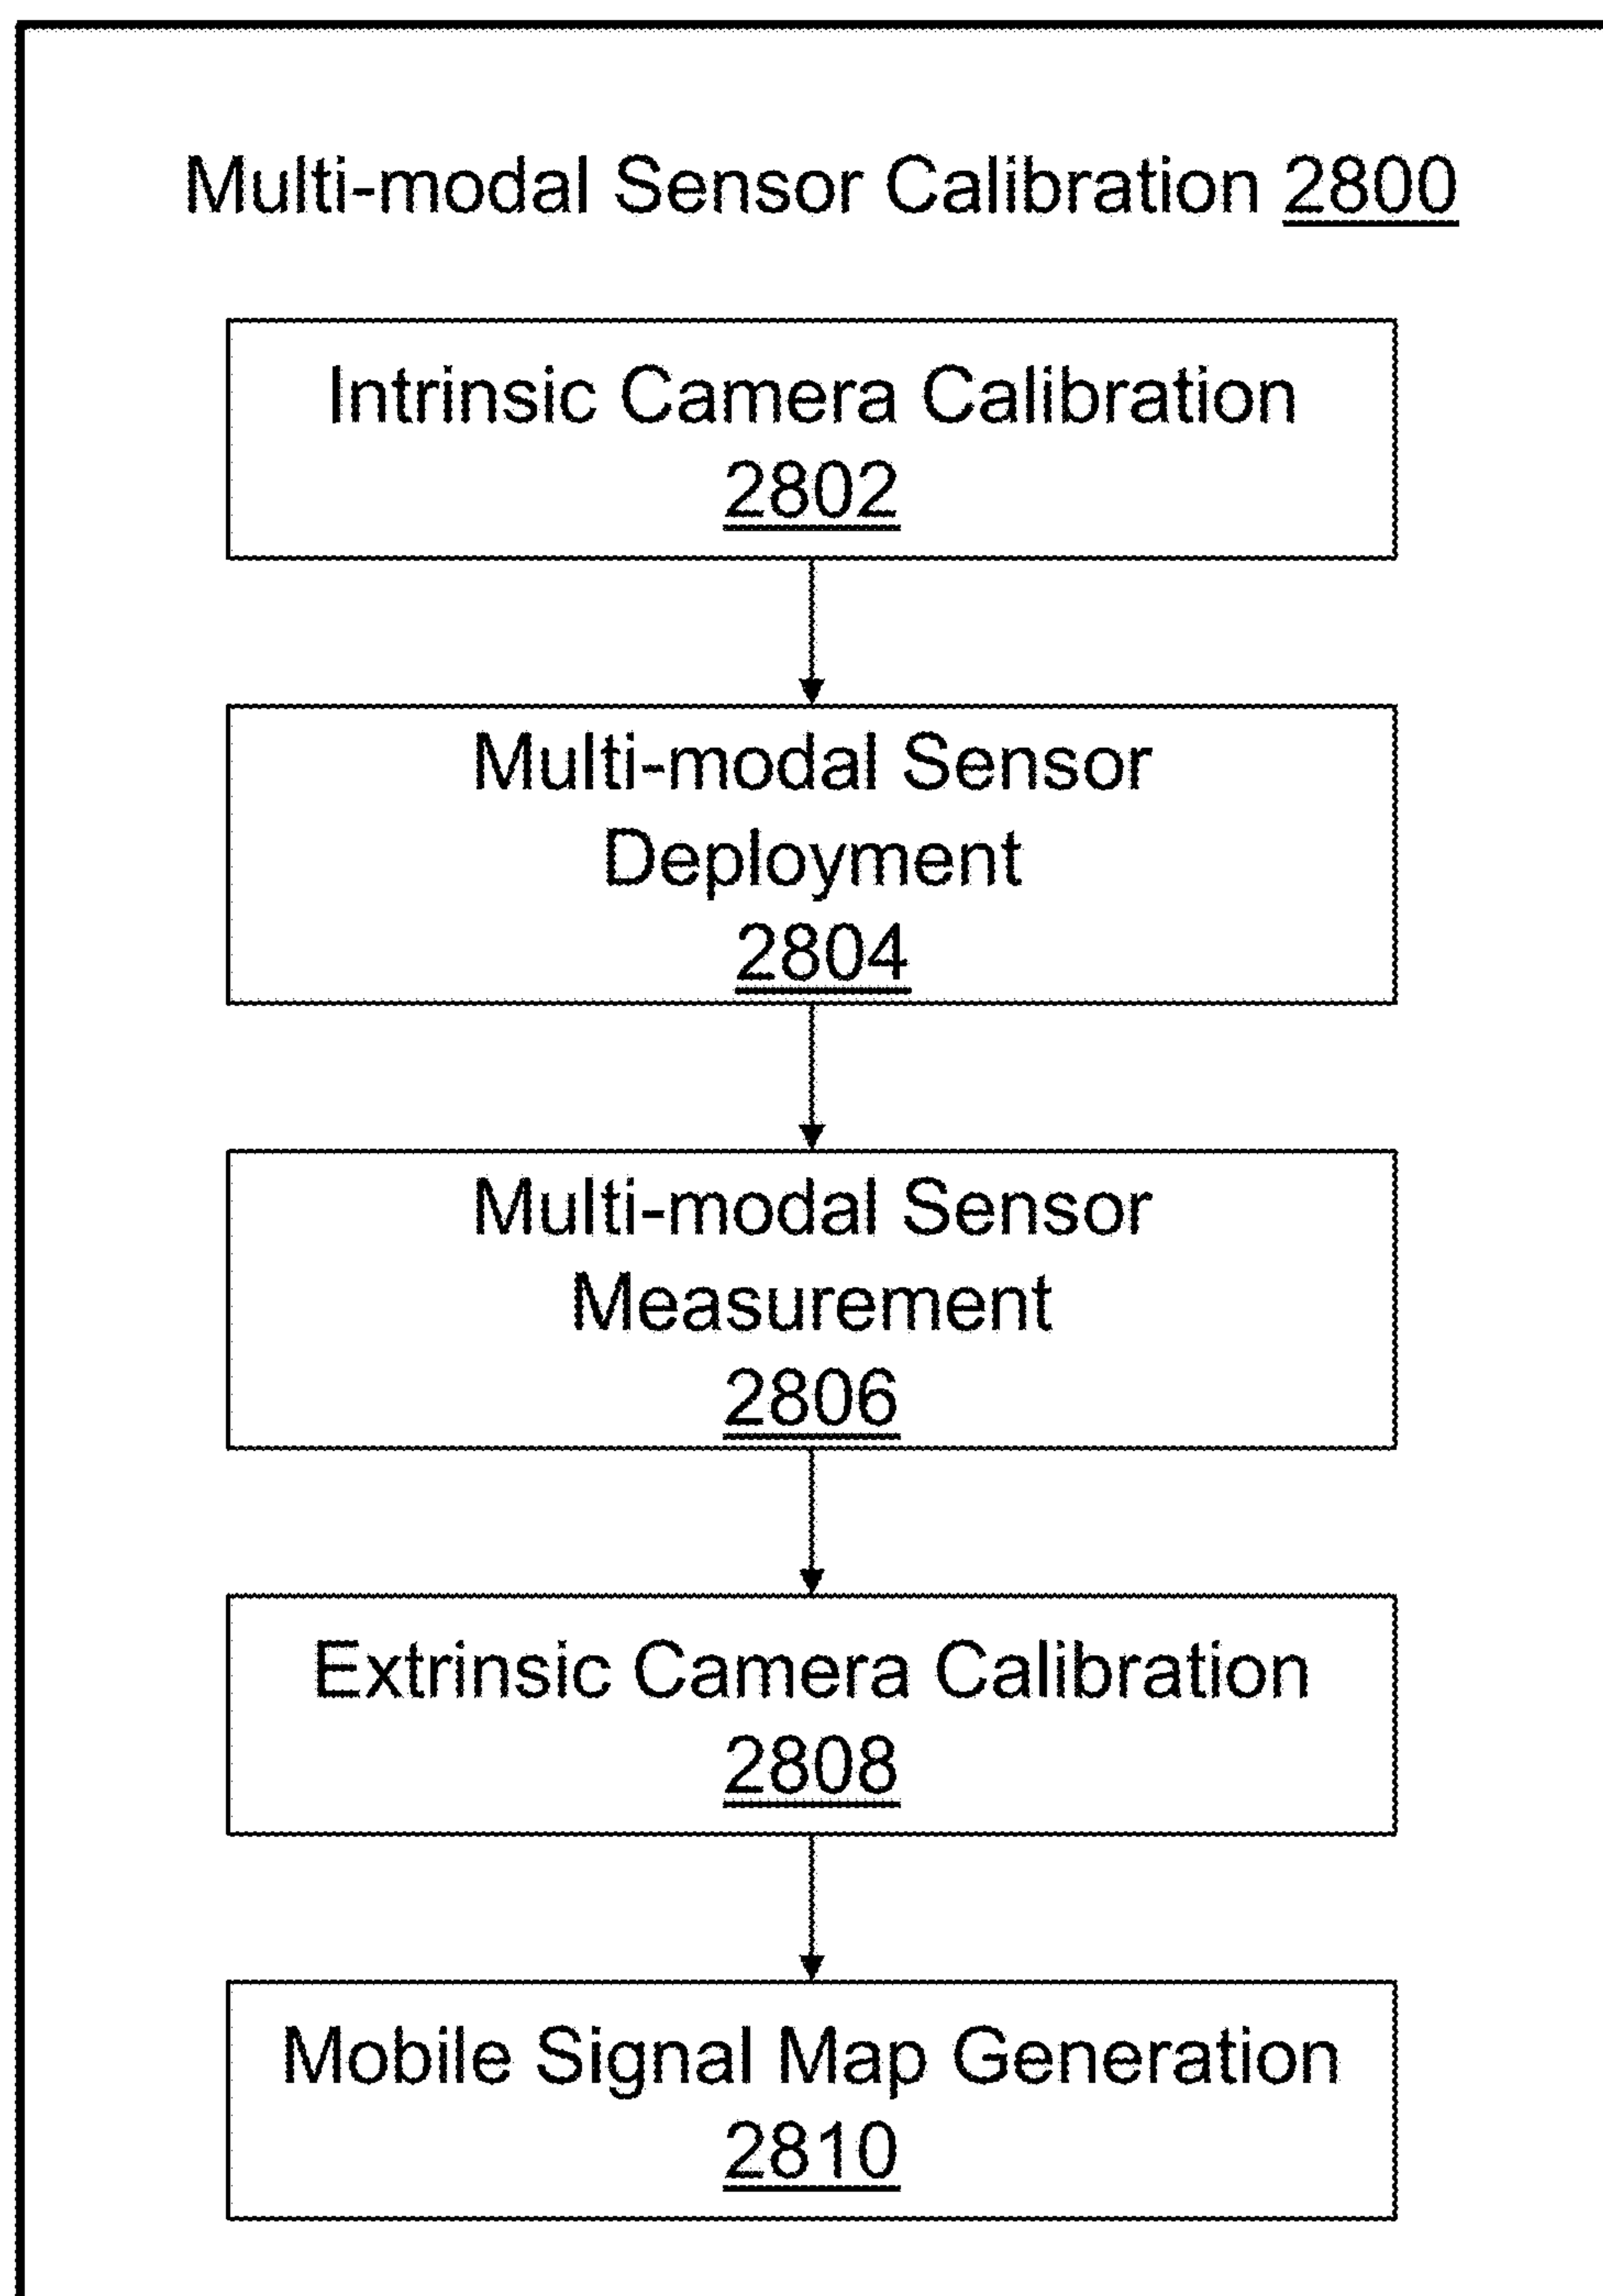 Multi-modal Sensor Calibration 2800
Intrinsic Camera Calibration
2802
Multi-modal Sensor
Deployment
2804
Multi-modal Sensor
Measurement
2806
Extrinsic Camera Calibration
2808
Mobile Signal Map Generation
2810